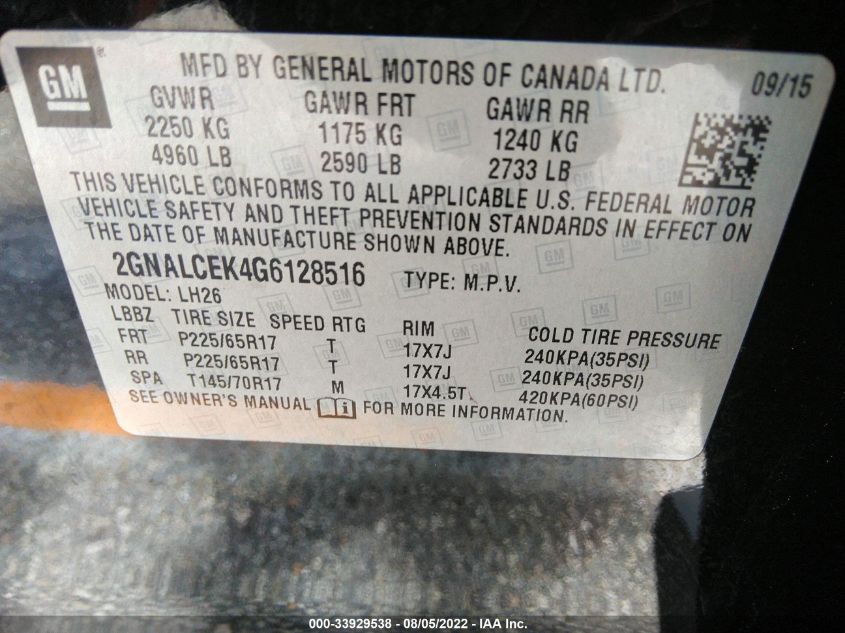 GM
MFD BY GENERAL MOTORS OF CANADA LTD. 09/15
GVWR GAWR FRT GAWR RR
2250 KG 1175 KG 1240 KG
4960 LB 2590 LB 2733 LB
THIS VEHICLE CONFORMS TO ALL APPLICABLE U.S. FEDERAL MOTOR
VEHICLE SAFETY AND THEFT PREVENTION STANDARDS IN EFFECT ON
THE DATE OF MANUFACTURE SHOWN ABOVE.
2GNALCEK4G6128516 TYPE: M.P.V.
MODEL: LH26
LBBZ TIRE SIZE SPEED RTG RIM COLD TIRE PRESSURE
FRT P225/65R17 T 17X7J 240KPA(35PSI)
RR P225/65R17 T 17X7J 240KPA(35PSI)
SPA T145/70R17 M 17X4.5T 420KPA(60PSI)
SEE OWNER'S MANUAL FOR MORE INFORMATION.
000-33929538 - 08/05/2022 - IAA Inc.